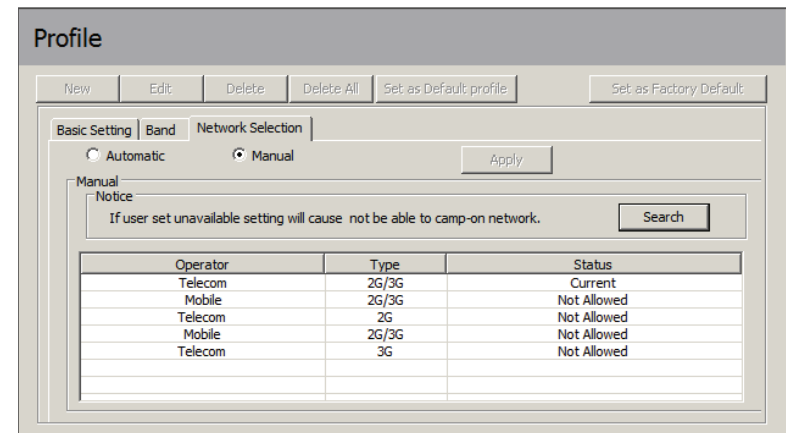 Profile
New Edit Delete Delete All Set as Default profile Set as Factory Default
Basic Setting Band Network Selection
Automatic Manual Apply
Manual
Notice
If user set unavailable setting will cause not be able to camp-on network. Search
Operator Type Status
Telecom 2G/3G Current
Mobile 2G/3G Not Allowed
Telecom 2G Not Allowed
Mobile 2G/3G Not Allowed
Telecom 3G Not Allowed